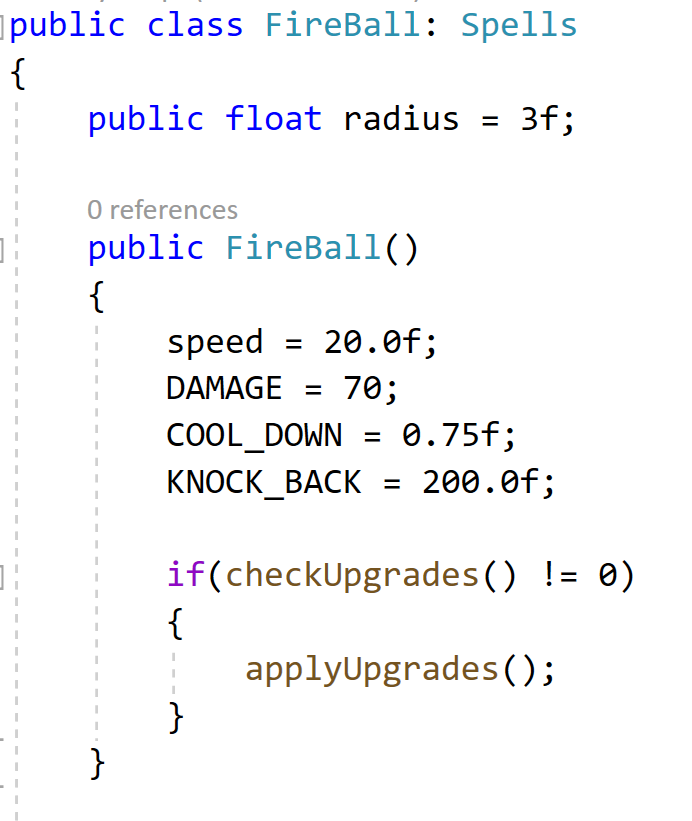 public class FireBall: Spells
{
public float radius = 3f;
0 references
public FireBall()
{
speed = 20.0f;
DAMAGE = 70;
COOL_DOWN = 0.75f;
KNOCK_BACK = 200.0f;
if(checkUpgrades() != 0)
{
applyUpgrades();
}
}